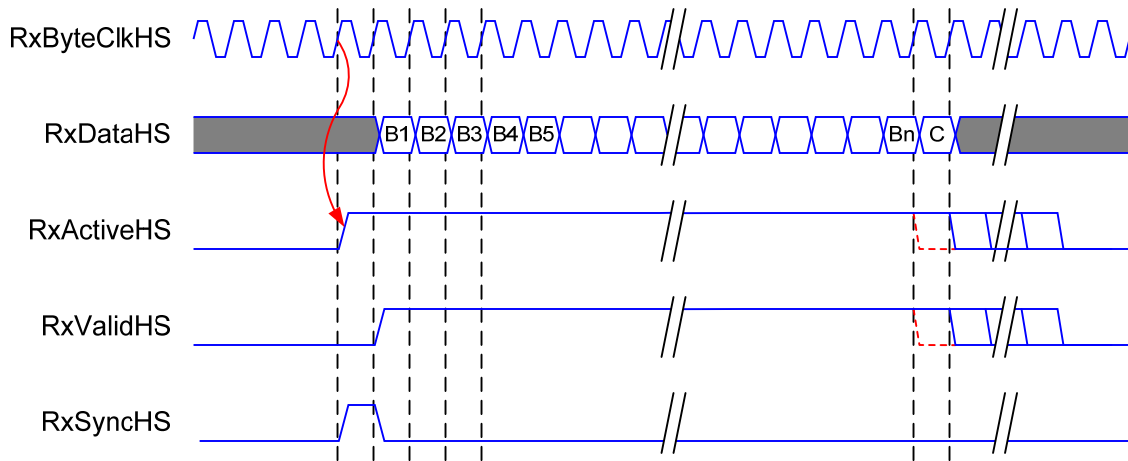 RxByteClkHS
RxDataHS B1 B2 B3 B4 B5 Bn C
RxActiveHS
RxValidHS
RxSyncHS